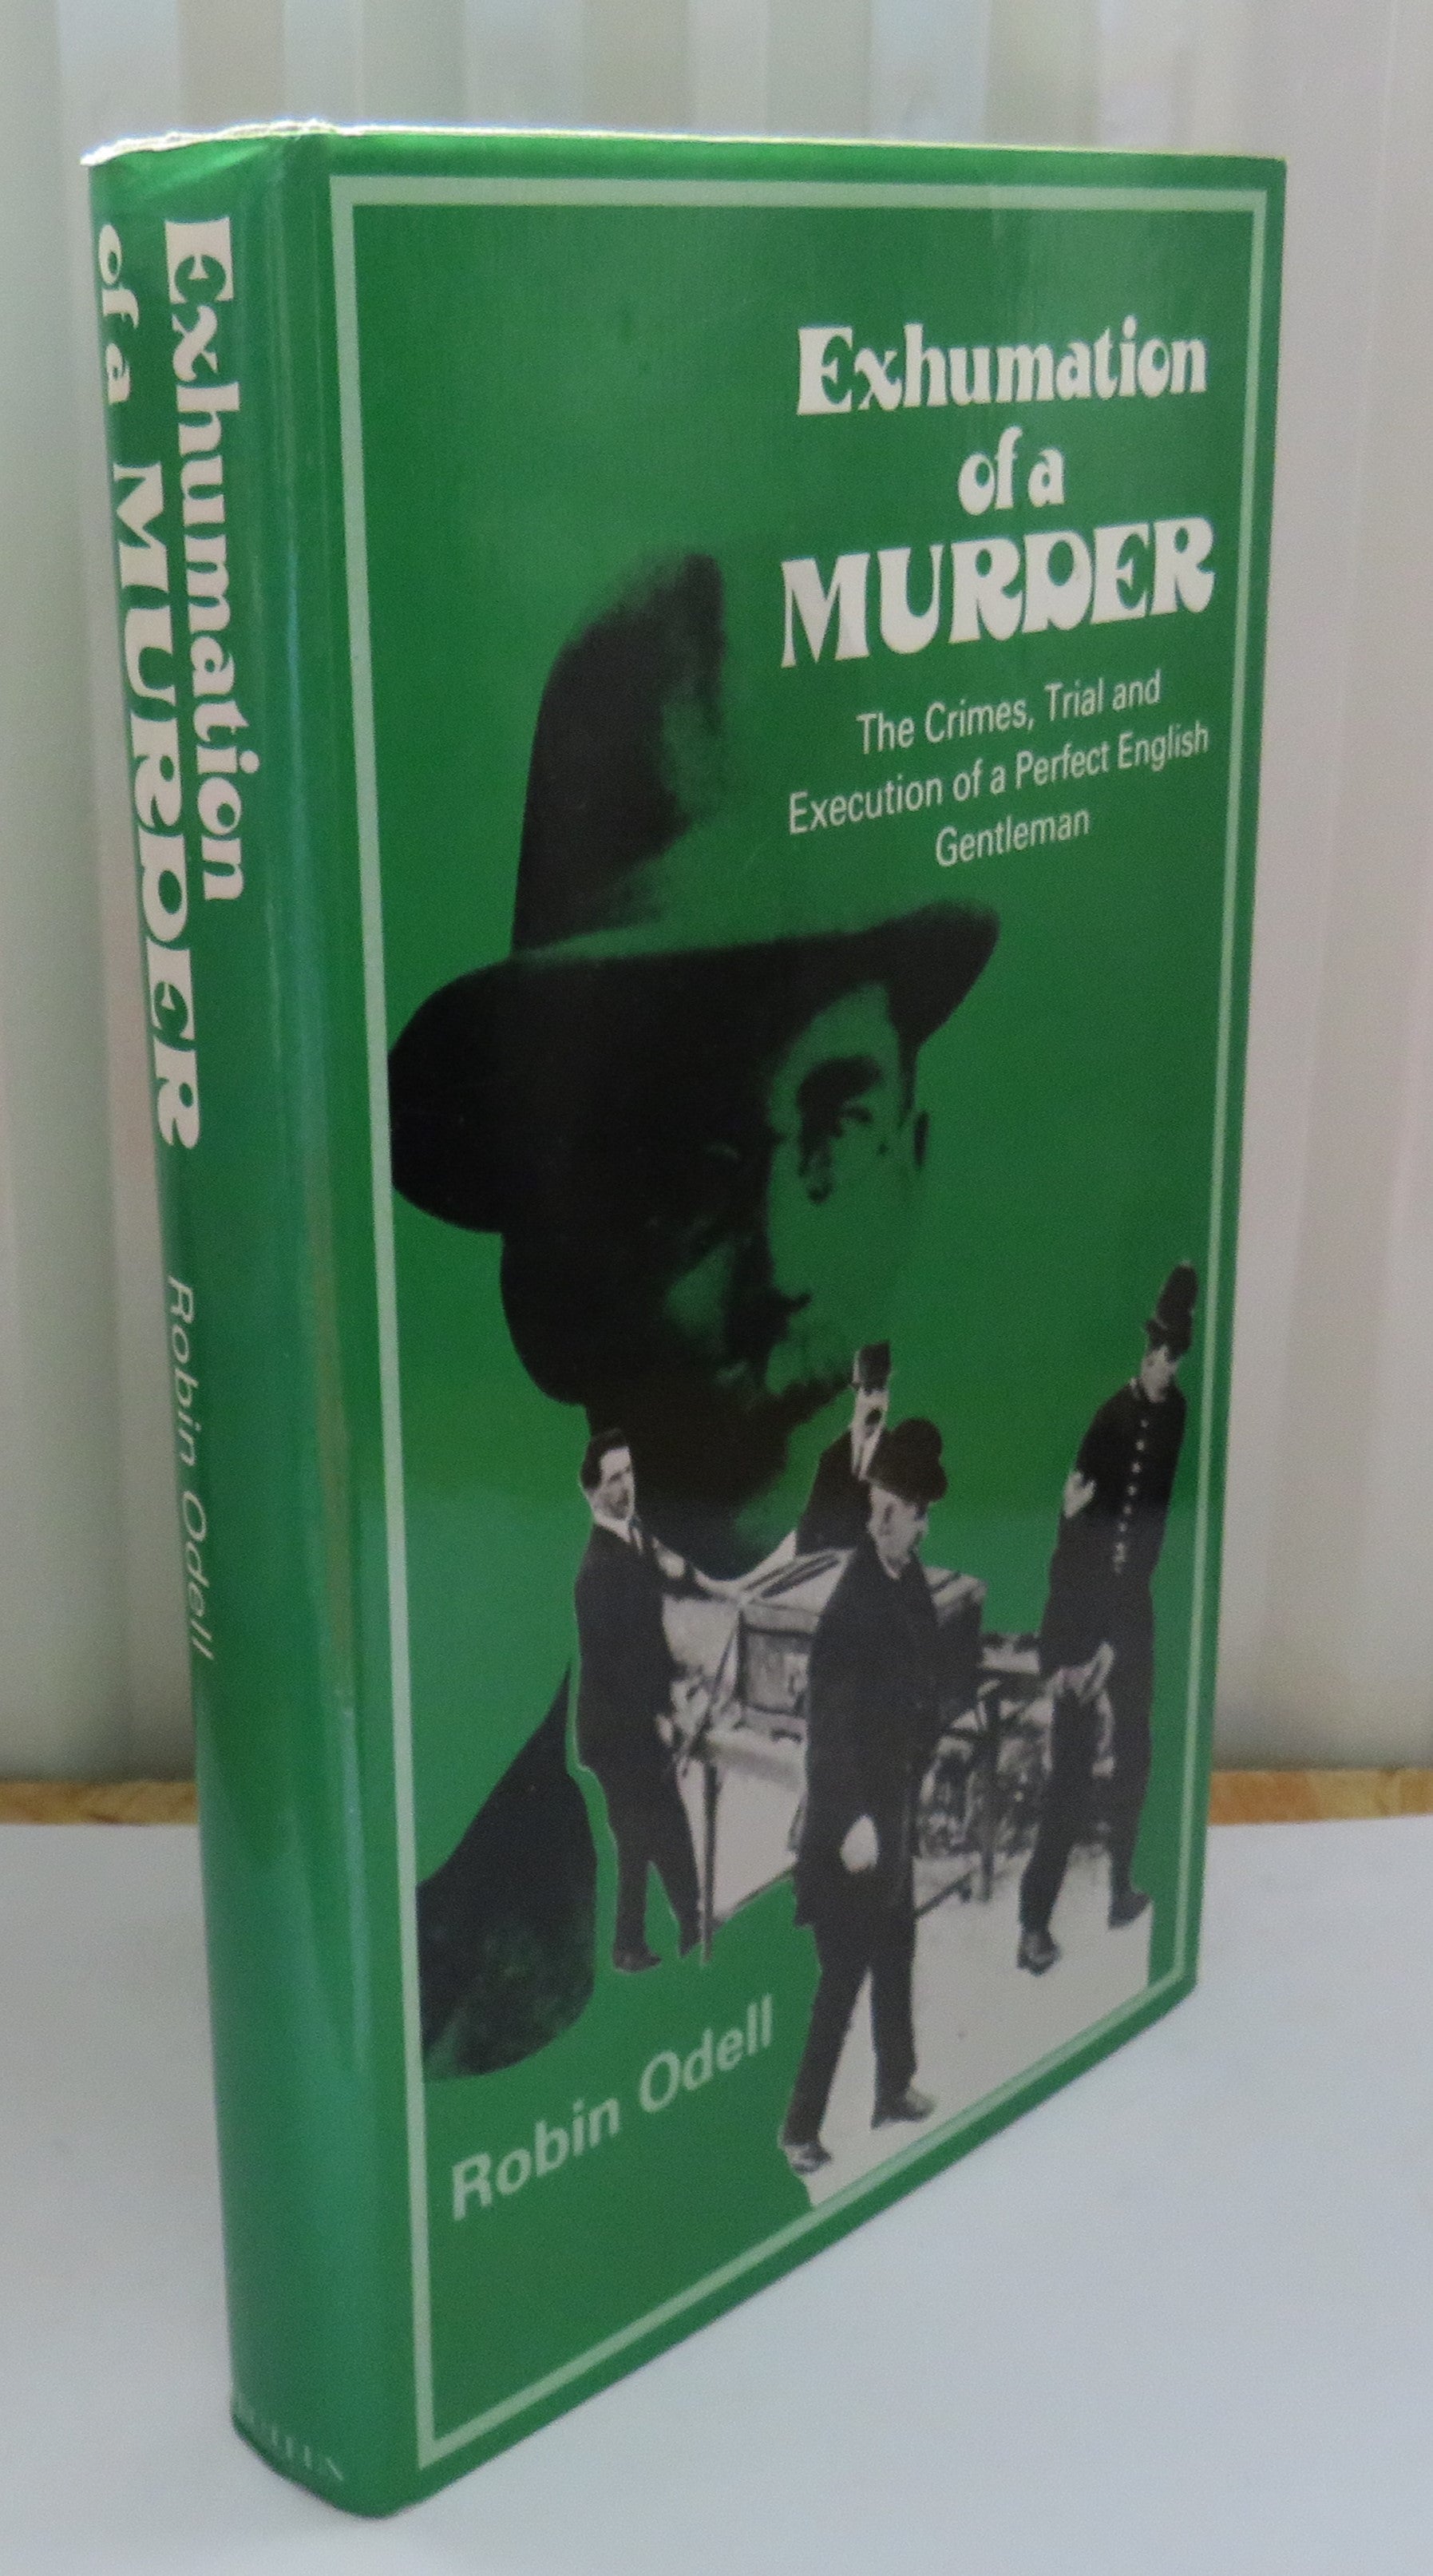 Exhumation
of a MURDER
Robin Odell
Exhumation
of a
MURDER
The Crimes, Trial and
Execution of a Perfect English
Gentleman
Robin Odell